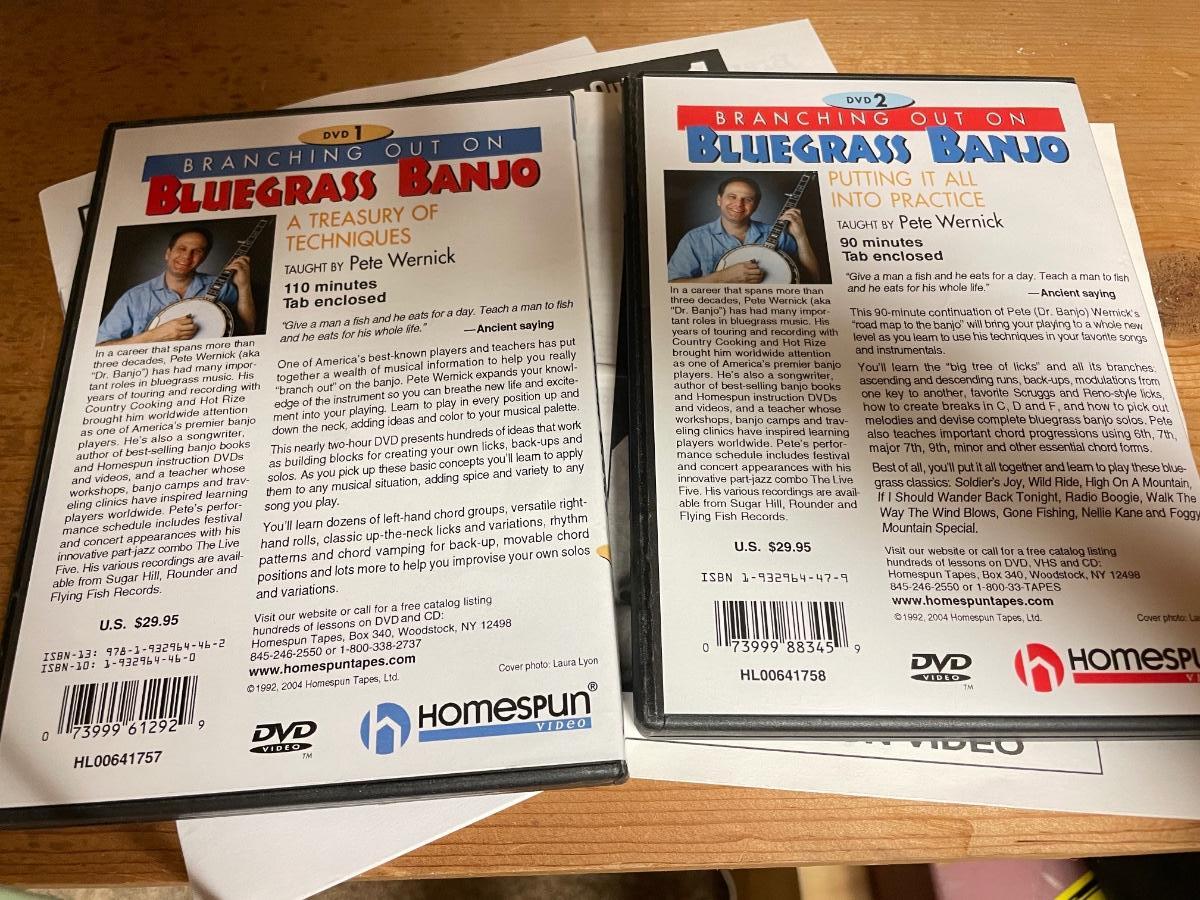 DVD 1
BRANCHING OUT ON
BLUEGRASS BANJO
A TREASURY OF
TECHNIQUES
TAUGHT BY Pete Wernick
110 minutes
Tab enclosed
"Give a man a fish and he eats for a day. Teach a man to fish
and he eats for his whole life."
—Ancient saying
In a career that spans more than
three decades, Pete Wernick (aka
"Dr. Banjo") has had many impor-
tant roles in bluegrass music. His
years of touring and recording with
Country Cooking and Hot Rize
brought him worldwide attention
as one of America's premier banjo
players. He's also a songwriter,
author of best-selling banjo books
and Homespun instruction DVDs
and videos, and a teacher whose
workshops, banjo camps and trav-
eling clinics have inspired learning
players worldwide. Pete's perfor-
mance schedule includes festival
and concert appearances with his
innovative part-jazz combo The Live
Five. His various recordings are avail-
able from Sugar Hill, Rounder and
Flying Fish Records.
One of America's best-known players and teachers has put
together a wealth of musical information to help you really
"branch out" on the banjo. Pete Wernick expands your knowl-
edge of the instrument so you can breathe new life and excite-
ment into your playing. Learn to play in every position up and
down the neck, adding ideas and color to your musical palette.
This nearly two-hour DVD presents hundreds of ideas that work
as building blocks for creating your own licks, back-ups and
solos. As you pick up these basic concepts you'll learn to apply
them to any musical situation, adding spice and variety to any
song you play.
You'll learn dozens of left-hand chord groups, versatile right-
hand rolls, classic up-the-neck licks and variations, rhythm
patterns and chord vamping for back-up, movable chord
positions and lots more to help you improvise your own solos
and variations.
U.S. $29.95
ISBN-13: 978-1-932964-46-2
ISBN-10: 1-932964-46-0
0 73999 61292 9
HL00641757
Visit our website or call for a free catalog listing
hundreds of lessons on DVD and CD:
Homespun Tapes, Box 340, Woodstock, NY 12498
845-246-2550 or 1-800-338-2737
www.homespuntapes.com
©1992, 2004 Homespun Tapes, Ltd.
Cover photo: Laura Lyon
DVD
VIDEO
TM
HOMESPUN®
VIDEO
DVD 2
BRANCHING OUT ON
BLUEGRASS BANJO
PUTTING IT ALL
INTO PRACTICE
TAUGHT BY Pete Wernick
90 minutes
Tab enclosed
"Give a man a fish and he eats for a day. Teach a man to fish
and he eats for his whole life."
—Ancient saying
In a career that spans more than
three decades, Pete Wernick (aka
"Dr. Banjo") has had many impor-
tant roles in bluegrass music. His
years of touring and recording with
Country Cooking and Hot Rize
brought him worldwide attention
as one of America's premier banjo
players. He's also a songwriter,
author of best-selling banjo books
and Homespun instruction DVDs
and videos, and a teacher whose
workshops, banjo camps and trav-
eling clinics have inspired learning
players worldwide. Pete's perfor-
mance schedule includes festival
and concert appearances with his
innovative part-jazz combo The Live
Five. His various recordings are avail-
able from Sugar Hill, Rounder and
Flying Fish Records.
This 90-minute continuation of Pete (Dr. Banjo) Wernick's
"road map to the banjo" will bring your playing to a whole new
level as you learn to use his techniques in your favorite songs
and instrumentals.
You'll learn the "big tree of licks" and all its branches:
ascending and descending runs, back-ups, modulations from
one key to another, favorite Scruggs and Reno-style licks,
how to create breaks in C, D and F, and how to pick out
melodies and devise complete bluegrass banjo solos. Pete
also teaches important chord progressions using 6th, 7th,
major 7th, 9th, minor and other essential chord forms.
Best of all, you'll put it all together and learn to play these blue-
grass classics: Soldier's Joy, Wild Ride, High On A Mountain,
If I Should Wander Back Tonight, Radio Boogie, Walk The
Way The Wind Blows, Gone Fishing, Nellie Kane and Foggy
Mountain Special.
U.S. $29.95
ISBN 1-932964-47-9
0 73999 88345 9
HL00641758
Visit our website or call for a free catalog listing
hundreds of lessons on DVD, VHS and CD:
Homespun Tapes, Box 340, Woodstock, NY 12498
845-246-2550 or 1-800-33-TAPES
www.homespuntapes.com
©1992, 2004 Homespun Tapes, Ltd.
Cover photo: La
DVD
VIDEO
TM
HOMESPU
VI
ON VIDEO